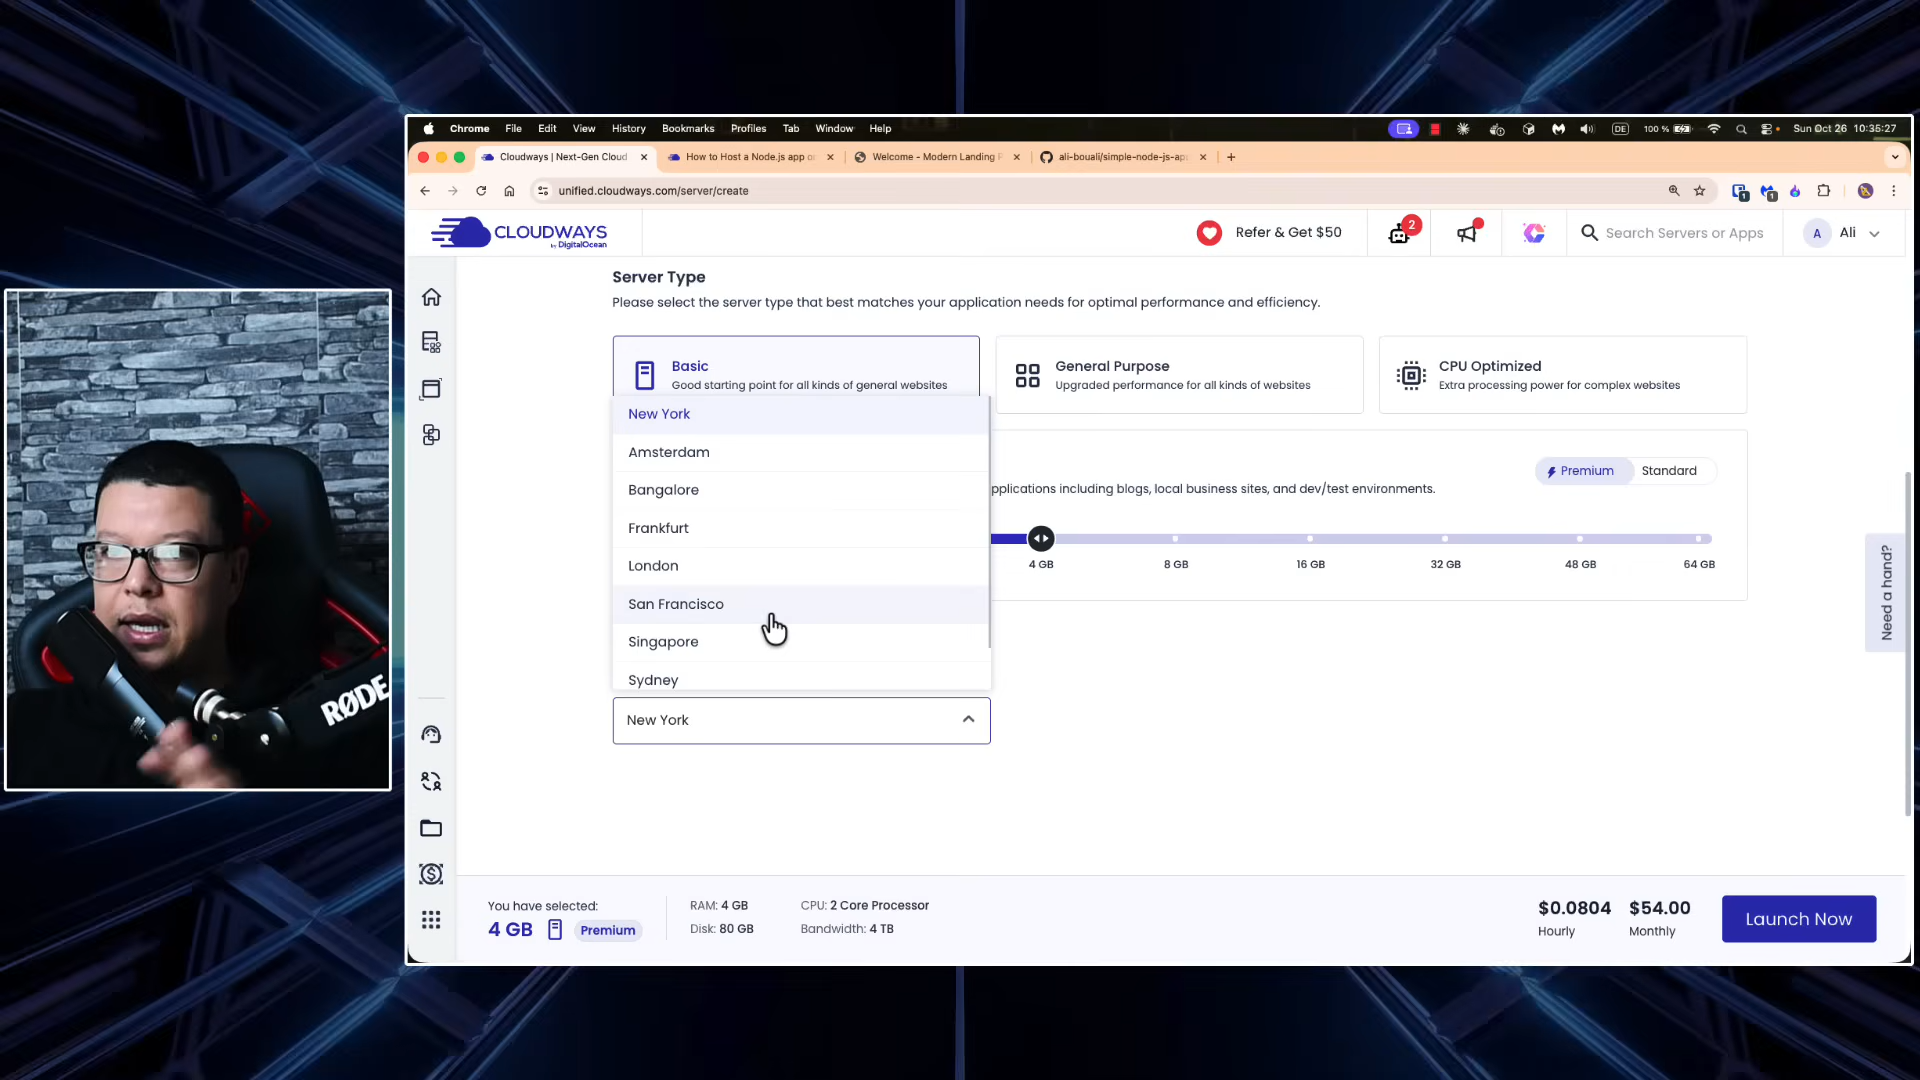 Chrome File Edit View History Bookmarks Profiles Tab Window Help
DE 100 % Sun Oct 26 10:35:27
Cloudways | Next-Gen Cloud
How to Host a Node.js app on
Welcome - Modern Landing P
ali-bouali/simple-node-js-ap
unified.cloudways.com/server/create
CLOUDWAYS
by DigitalOcean
Refer & Get $50
2
Search Servers or Apps
A Ali
Server Type
Please select the server type that best matches your application needs for optimal performance and efficiency.
Basic
Good starting point for all kinds of general websites
General Purpose
Upgraded performance for all kinds of websites
CPU Optimized
Extra processing power for complex websites
New York
Amsterdam
Bangalore
Frankfurt
London
San Francisco
Singapore
Sydney
New York
Premium Standard
pplications including blogs, local business sites, and dev/test environments.
4 GB 8 GB 16 GB 32 GB 48 GB 64 GB
Need a hand?
RØDE
You have selected:
4 GB Premium
RAM: 4 GB
Disk: 80 GB
CPU: 2 Core Processor
Bandwidth: 4 TB
$0.0804
Hourly
$54.00
Monthly
Launch Now